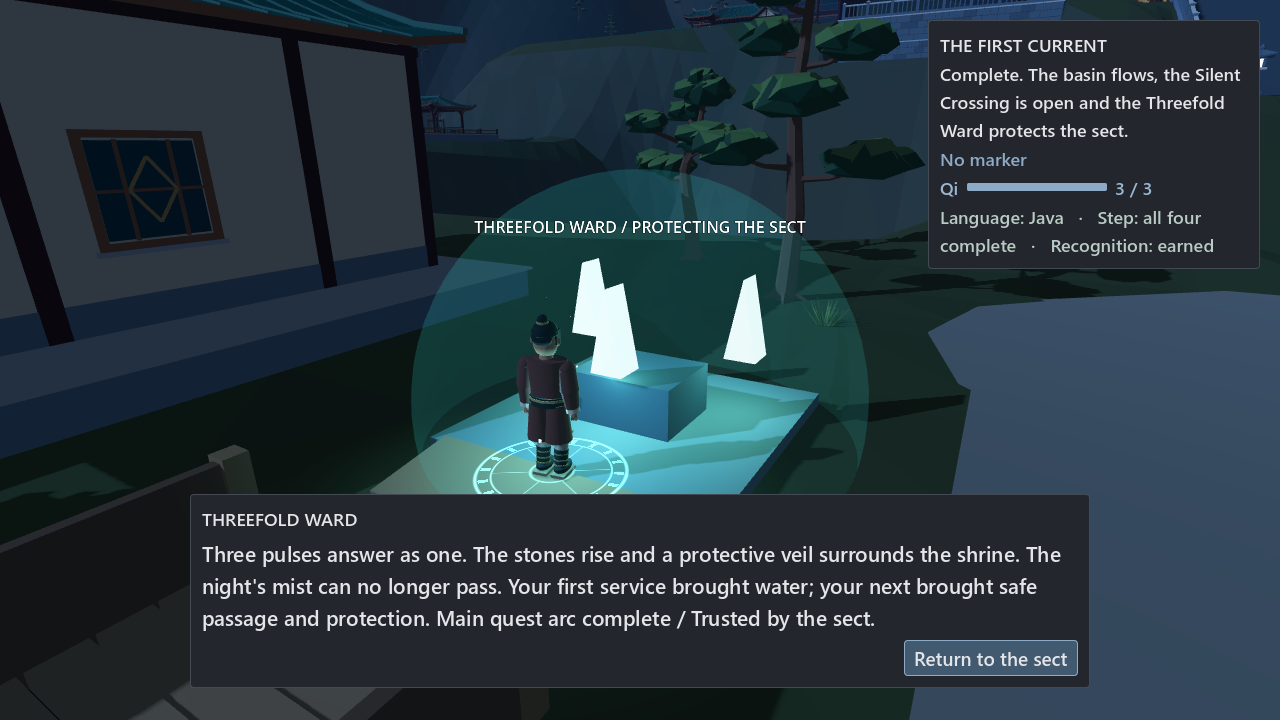 THE FIRST CURRENT
Complete. The basin flows, the Silent
Crossing is open and the Threefold
Ward protects the sect.
No marker
Qi 3 / 3
Language: Java · Step: all four
complete · Recognition: earned
THREEFOLD WARD / PROTECTING THE SECT
THREEFOLD WARD
Three pulses answer as one. The stones rise and a protective veil surrounds the shrine. The
night's mist can no longer pass. Your first service brought water; your next brought safe
passage and protection. Main quest arc complete / Trusted by the sect.
Return to the sect